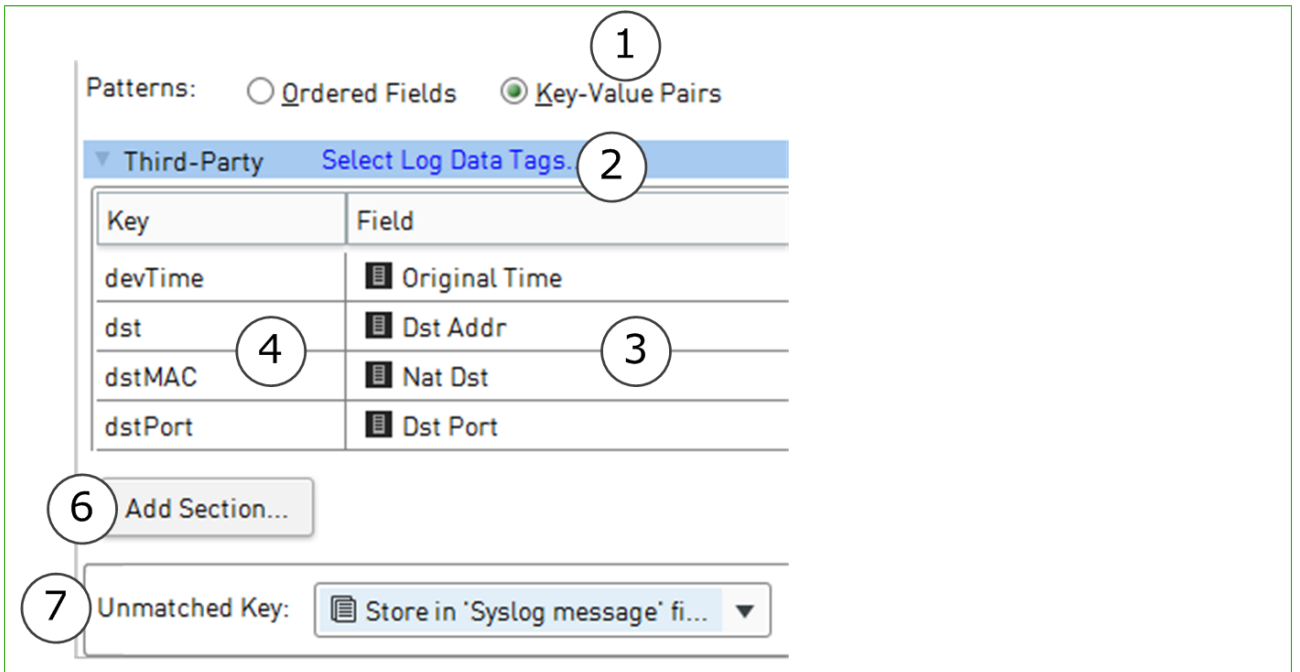 1
Patterns: Ordered Fields Key-Value Pairs
Third-Party Select Log Data Tags.. 2
Key Field
devTime Original Time
dst Dst Addr
4 3
dstMAC Nat Dst
dstPort Dst Port
6 Add Section...
7 Unmatched Key: Store in 'Syslog message' fi...